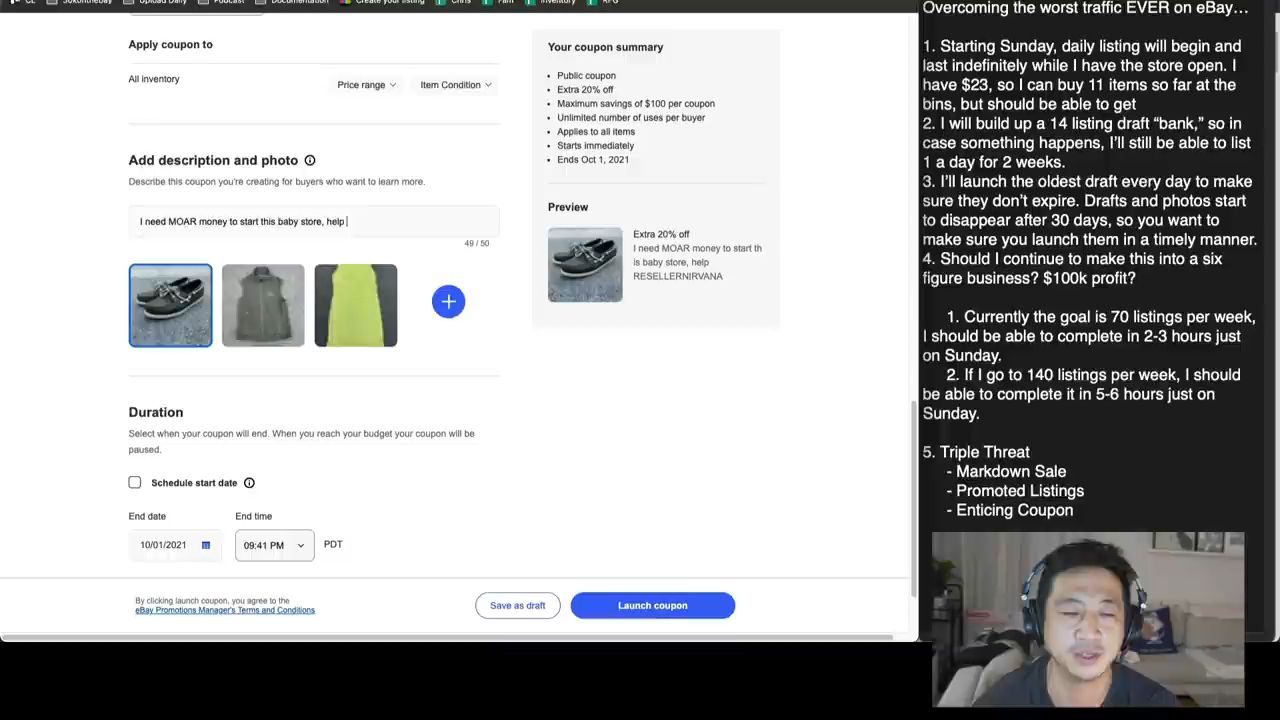 CL
Jokontheday
Upload Daily
Podcast
Documentation
Create your listing
Chris
Fam
Inventory
RPG
Apply coupon to
All inventory
Price range
Item Condition
Add description and photo
Describe this coupon you're creating for buyers who want to learn more.
I need MOAR money to start this baby store, help
49 / 50
Duration
Select when your coupon will end. When you reach your budget your coupon will be
paused.
Schedule start date
End date
End time
10/01/2021
09:41 PM
PDT
By clicking launch coupon, you agree to the
eBay Promotions Manager's Terms and Conditions
Save as draft
Launch coupon
Your coupon summary
• Public coupon
• Extra 20% off
• Maximum savings of $100 per coupon
• Unlimited number of uses per buyer
• Applies to all items
• Starts immediately
• Ends Oct 1, 2021
Preview
Extra 20% off
I need MOAR money to start th
is baby store, help
RESELLERNIRVANA
Overcoming the worst traffic EVER on eBay…
1. Starting Sunday, daily listing will begin and
last indefinitely while I have the store open. I
have $23, so I can buy 11 items so far at the
bins, but should be able to get
2. I will build up a 14 listing draft “bank,” so in
case something happens, I’ll still be able to list
1 a day for 2 weeks.
3. I’ll launch the oldest draft every day to make
sure they don’t expire. Drafts and photos start
to disappear after 30 days, so you want to
make sure you launch them in a timely manner.
4. Should I continue to make this into a six
figure business? $100k profit?
1. Currently the goal is 70 listings per week,
I should be able to complete in 2-3 hours just
on Sunday.
2. If I go to 140 listings per week, I should
be able to complete it in 5-6 hours just on
Sunday.
5. Triple Threat
- Markdown Sale
- Promoted Listings
- Enticing Coupon